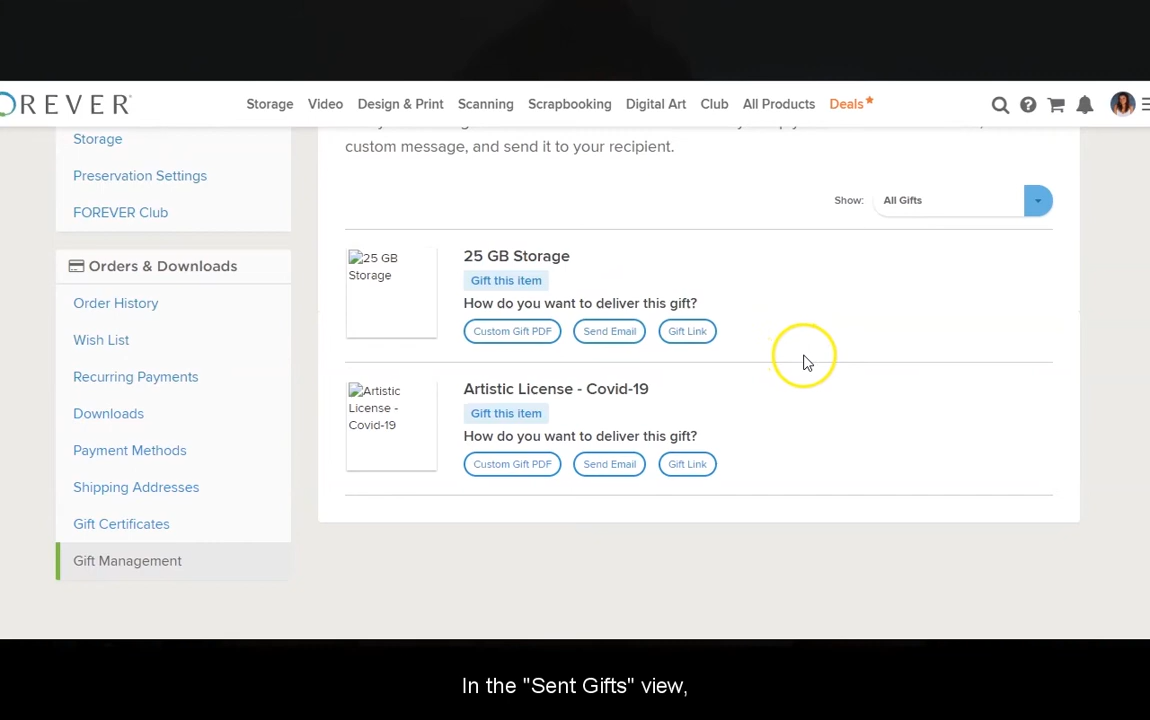 OREVER
Storage Video Design & Print Scanning Scrapbooking Digital Art Club All Products Deals*
custom message, and send it to your recipient.
Storage
Preservation Settings
FOREVER Club
Orders & Downloads
Order History
Wish List
Recurring Payments
Downloads
Payment Methods
Shipping Addresses
Gift Certificates
Gift Management
Show: All Gifts
25 GB Storage
25 GB Storage
Gift this item
How do you want to deliver this gift?
Custom Gift PDF Send Email Gift Link
Artistic License - Covid-19
Artistic License - Covid-19
Gift this item
How do you want to deliver this gift?
Custom Gift PDF Send Email Gift Link
In the "Sent Gifts" view,